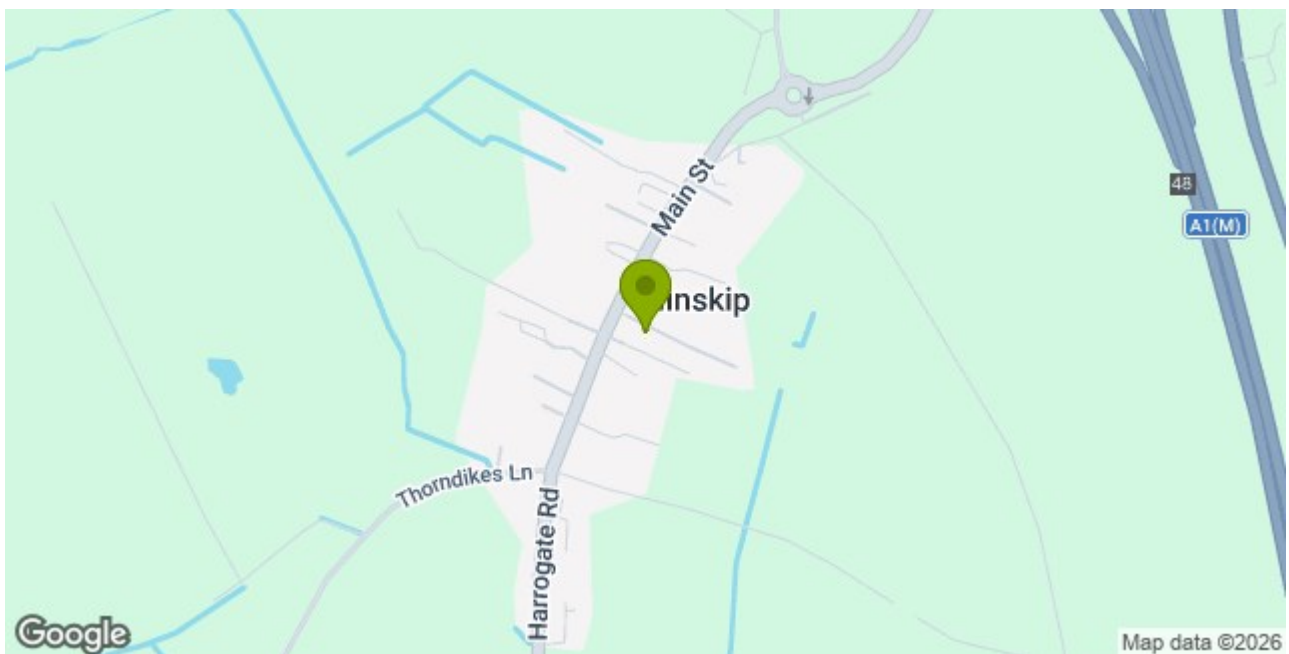 Main St
48
A1(M)
inskip
Thorndikes Ln
Harrogate Rd
Google
Map data ©2026